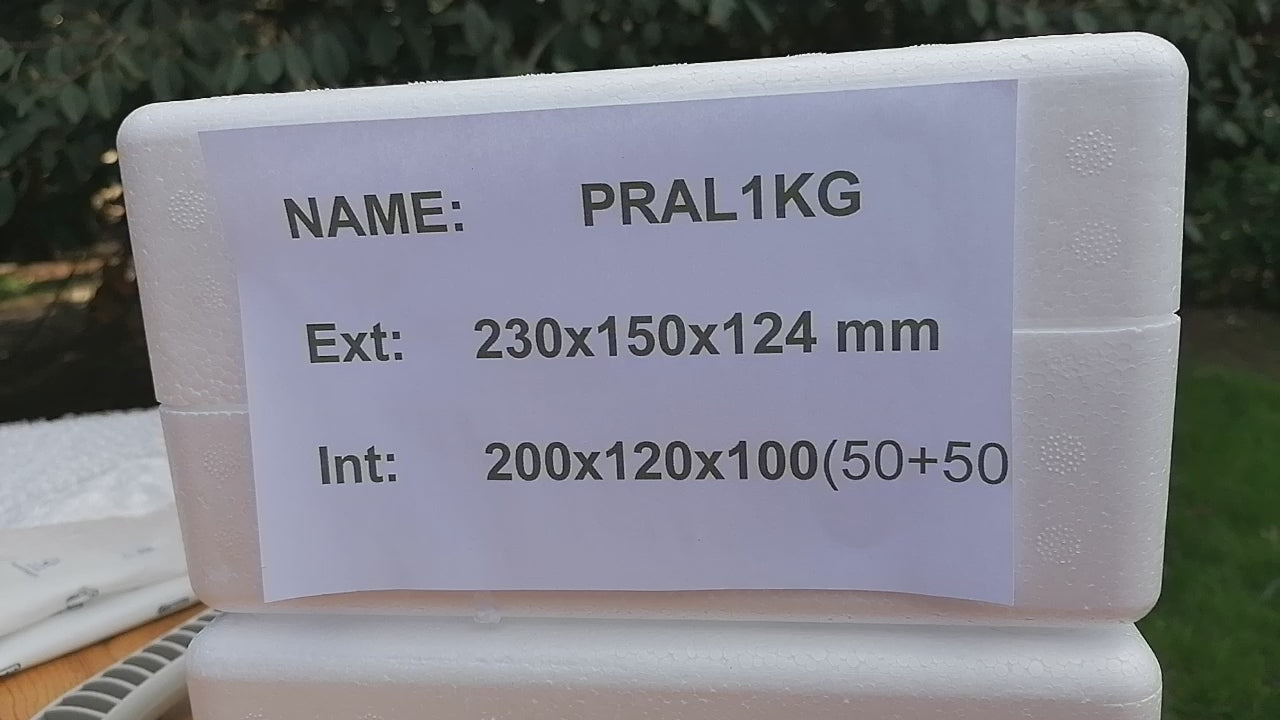 NAME: PRAL1KG
Ext: 230x150x124 mm
Int: 200x120x100(50+50